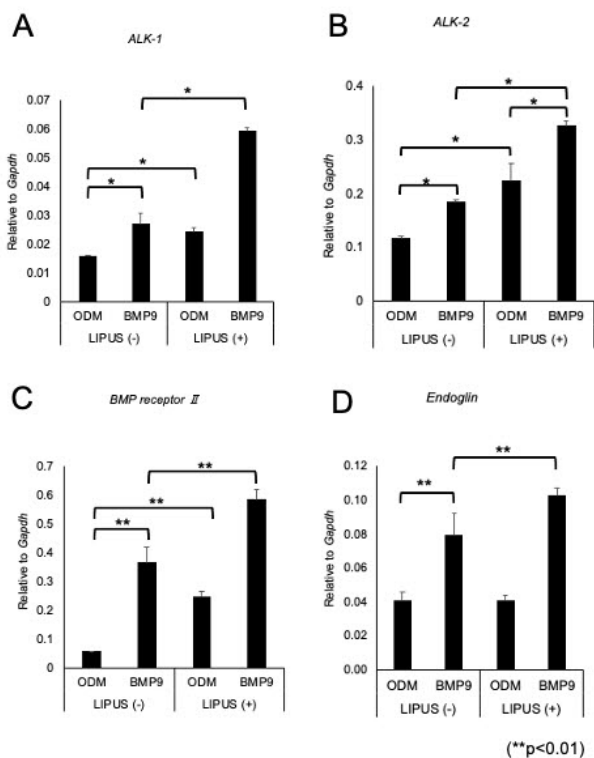 A
ALK-1
*
*
*
Relative to Gapdh
0.07
0.06
0.05
0.04
0.03
0.02
0.01
0
ODM BMP9 ODM BMP9
LIPUS (-) LIPUS (+)
B
ALK-2
*
*
*
*
Relative to Gapdh
0.4
0.3
0.2
0.1
0
ODM BMP9 ODM BMP9
LIPUS (-) LIPUS (+)
C
BMP receptor Ⅱ
**
**
**
Relative to Gapdh
0.7
0.6
0.5
0.4
0.3
0.2
0.1
0
ODM BMP9 ODM BMP9
LIPUS (-) LIPUS (+)
D
Endoglin
**
**
Relative to Gapdh
0.12
0.10
0.08
0.06
0.04
0.02
0.00
ODM BMP9 ODM BMP9
LIPUS (-) LIPUS (+)
(**p<0.01)